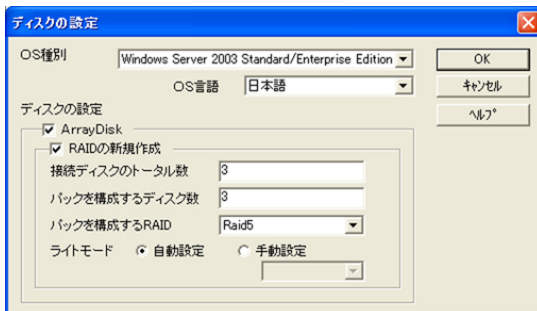 ディスクの設定
OS種別 Windows Server 2003 Standard/Enterprise Edition OK
OS言語 日本語 キャンセル
ディスクの設定 ヘルプ
ArrayDisk
RAIDの新規作成
接続ディスクのトータル数 3
パックを構成するディスク数 3
パックを構成するRAID Raid5
ライトモード 自動設定 手動設定